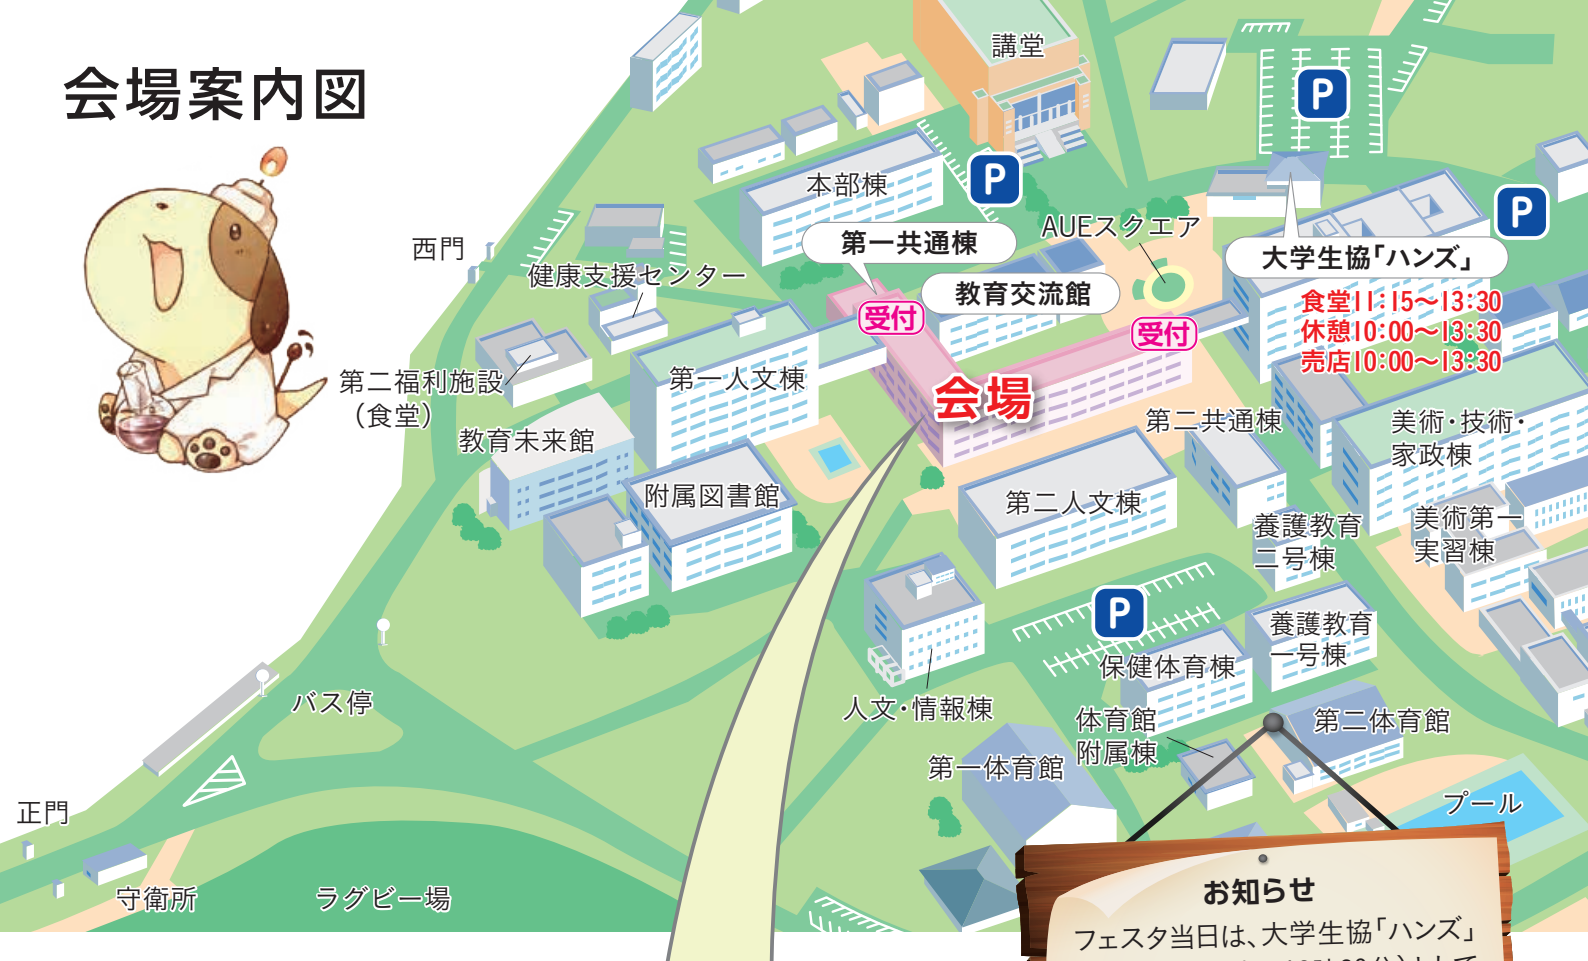 会場案内図
講堂
P
P
本部棟
P
AUEスクエア
第一共通棟
西門
健康支援センター
大学生協「ハンズ」
教育交流館
食堂11:15〜13:30
受付
休憩10:00〜13:30
受付
売店10:00〜13:30
第二福利施設
（食堂）
第一人文棟
会場
第二共通棟
美術・技術・
家政棟
教育未来館
附属図書館
第二人文棟
養護教育
二号棟
美術第一
実習棟
P
養護教育
一号棟
保健体育棟
バス停
人文・情報棟
体育館
附属棟
第二体育館
第一体育館
プール
正門
守衛所
ラグビー場
お知らせ
フェスタ当日は、大学生協「ハンズ」